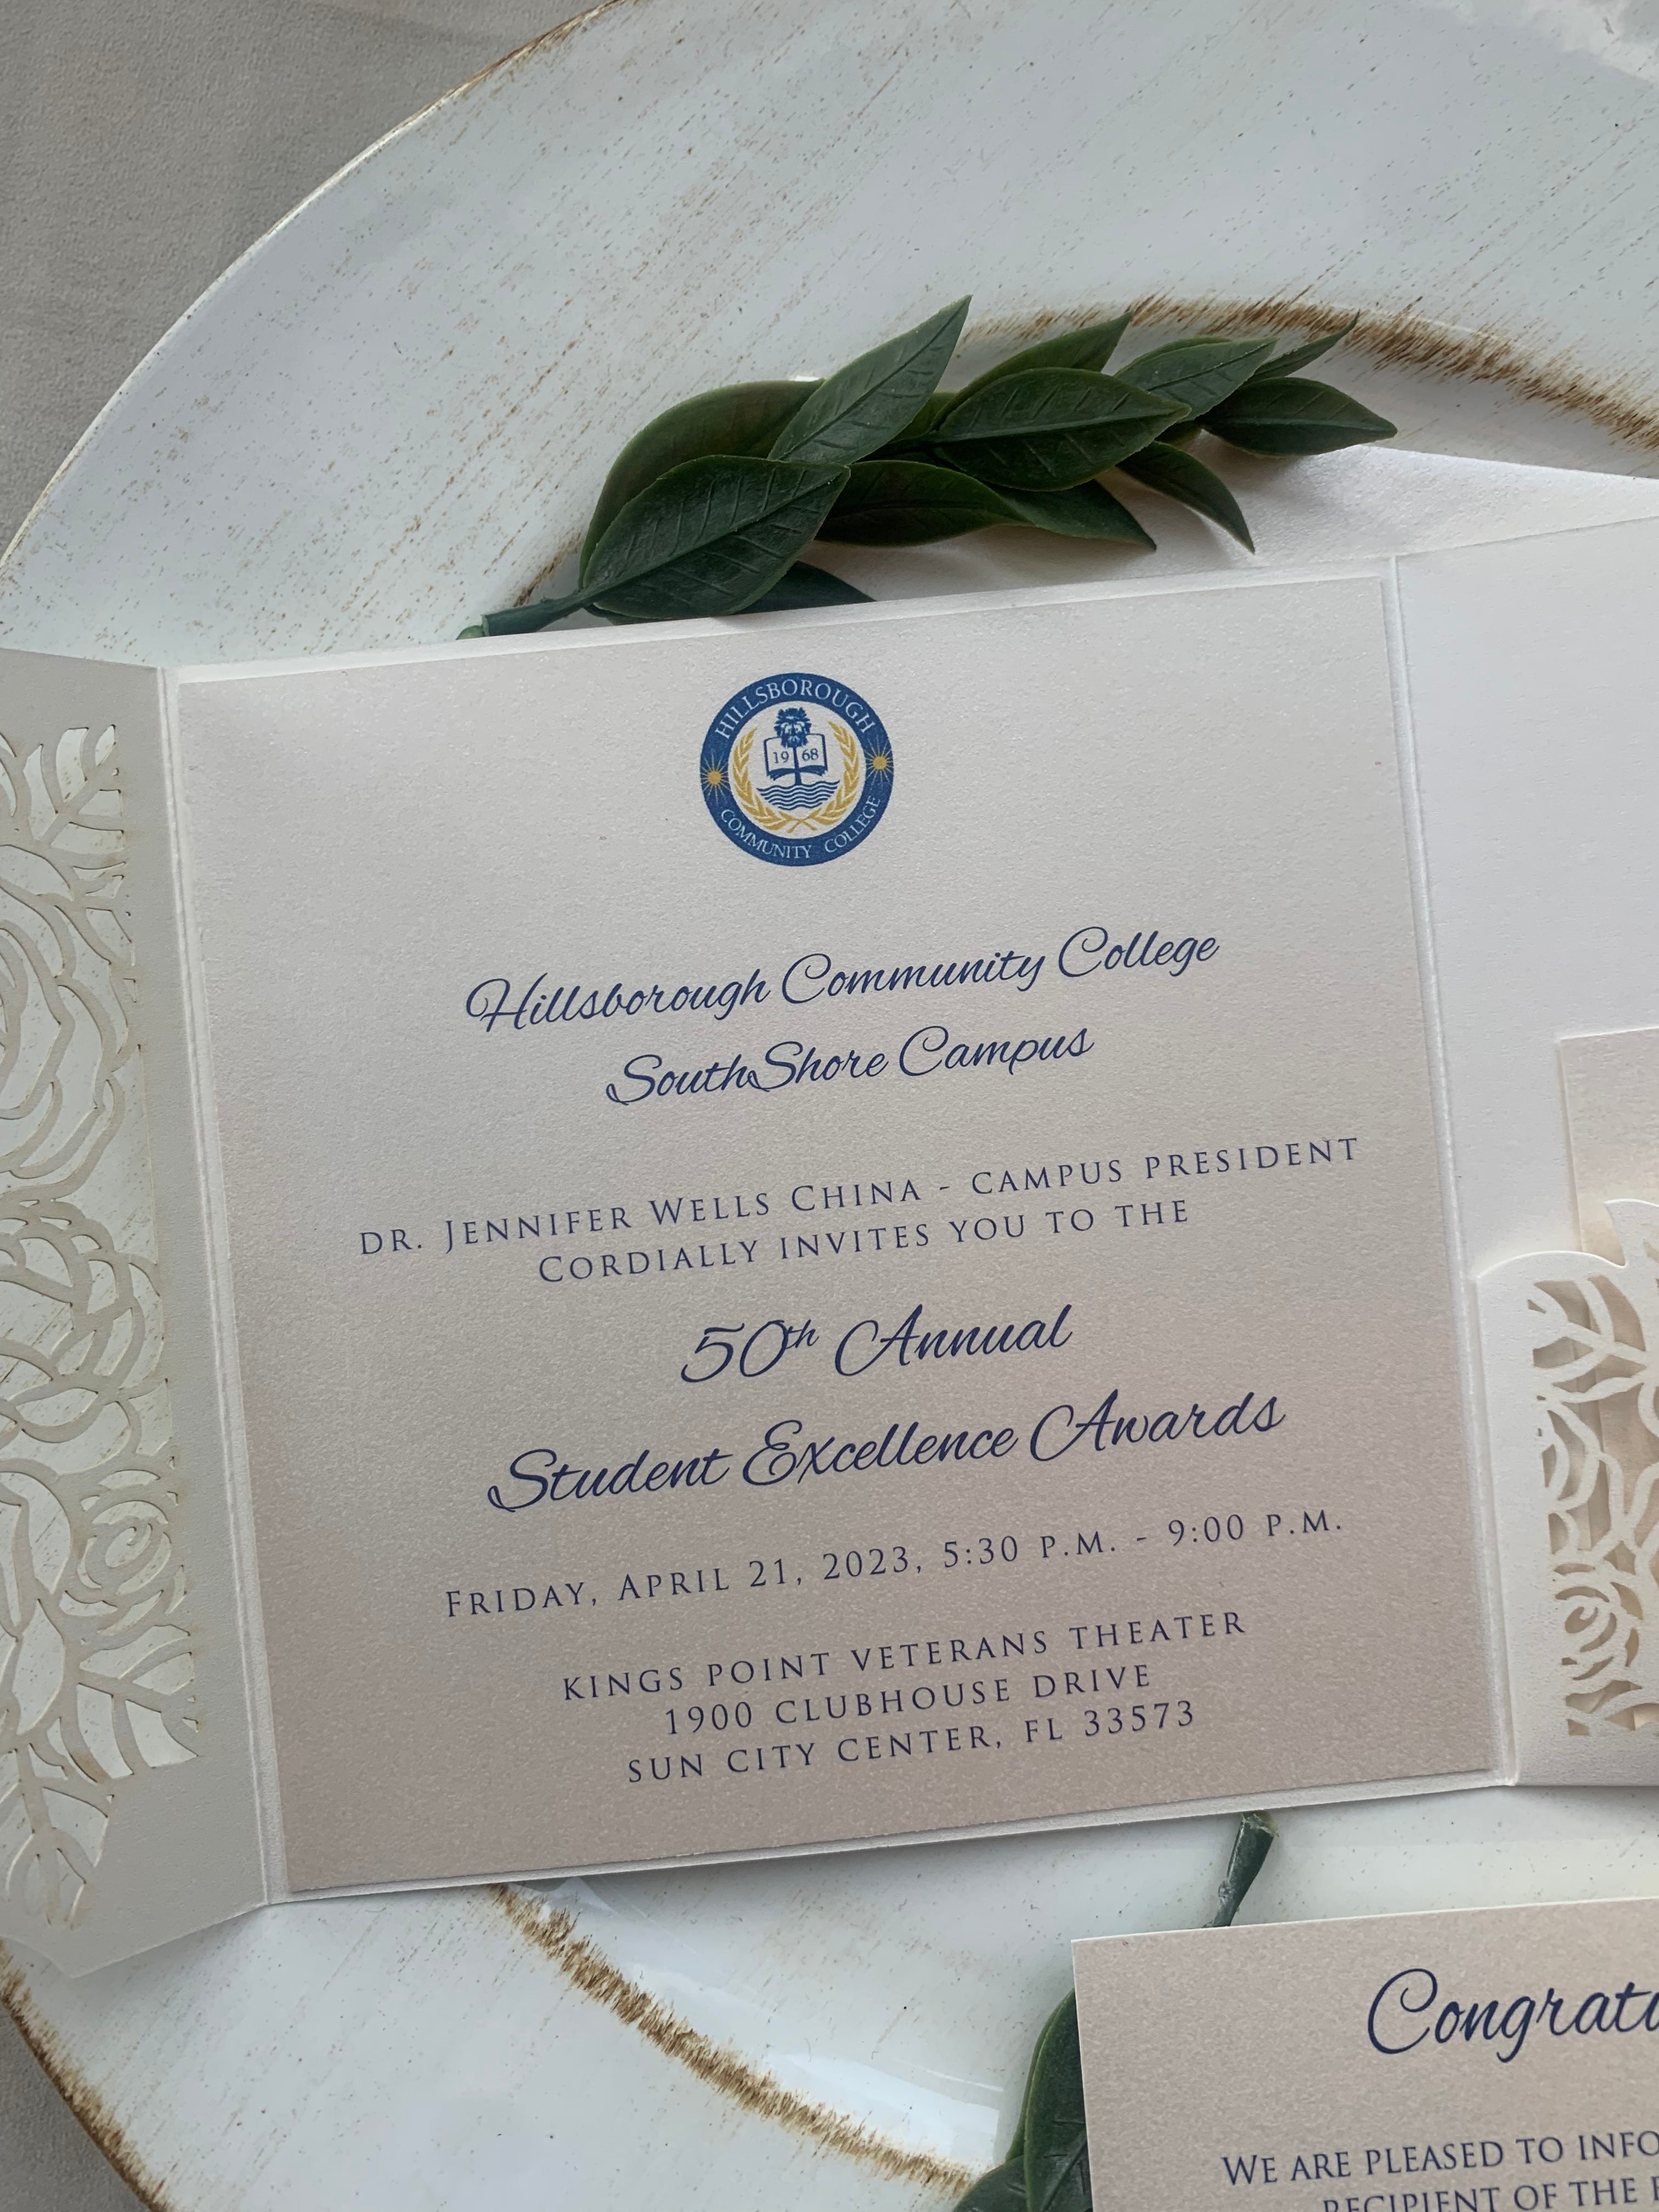 HILLSBOROUGH
19 68
COMMUNITY COLLEGE
Hillsborough Community College
SouthShore Campus
DR. JENNIFER WELLS CHINA - CAMPUS PRESIDENT
CORDIALLY INVITES YOU TO THE
50th Annual
Student Excellence Awards
FRIDAY, APRIL 21, 2023, 5:30 P.M. - 9:00 P.M.
KINGS POINT VETERANS THEATER
1900 CLUBHOUSE DRIVE
SUN CITY CENTER, FL 33573
WE ARE PLEASED TO
RECIPIENT OF THE